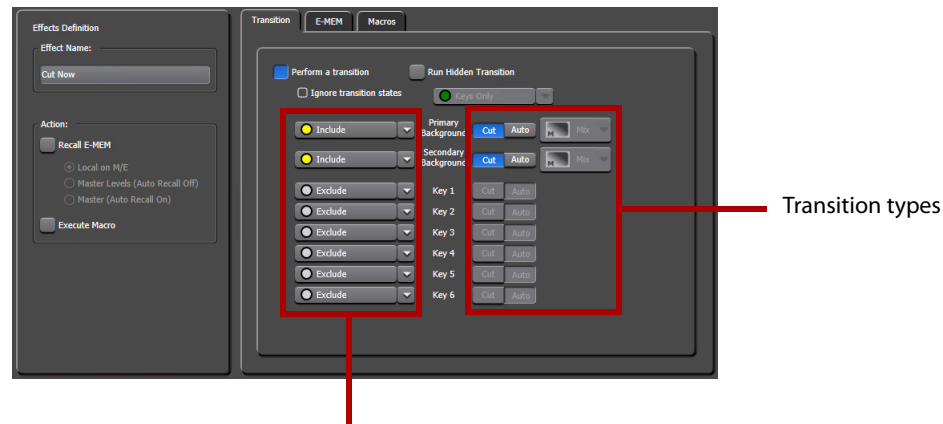 Effects Definition
Effect Name:
Cut Now
Action:
Recall E-MEM
Local on M/E
Master Levels (Auto Recall Off)
Master (Auto Recall On)
Execute Macro
Transition E-MEM Macros
Perform a transition Run Hidden Transition
Ignore transition states Keys Only
Include Primary Background Cut Auto M Mix
Include Secondary Background Cut Auto M Mix
Exclude Key 1 Cut Auto
Exclude Key 2 Cut Auto
Exclude Key 3 Cut Auto
Exclude Key 4 Cut Auto
Exclude Key 5 Cut Auto
Exclude Key 6 Cut Auto
Transition types